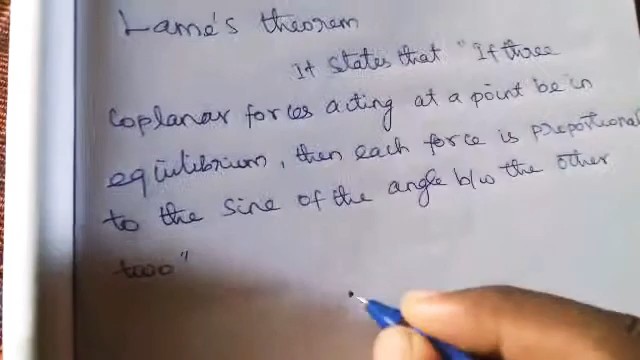 Lame's theorem
It states that "If three
coplanar forces acting at a point be in
equilibrium, then each force is proportional
to the sine of the angle b/w the other
two"